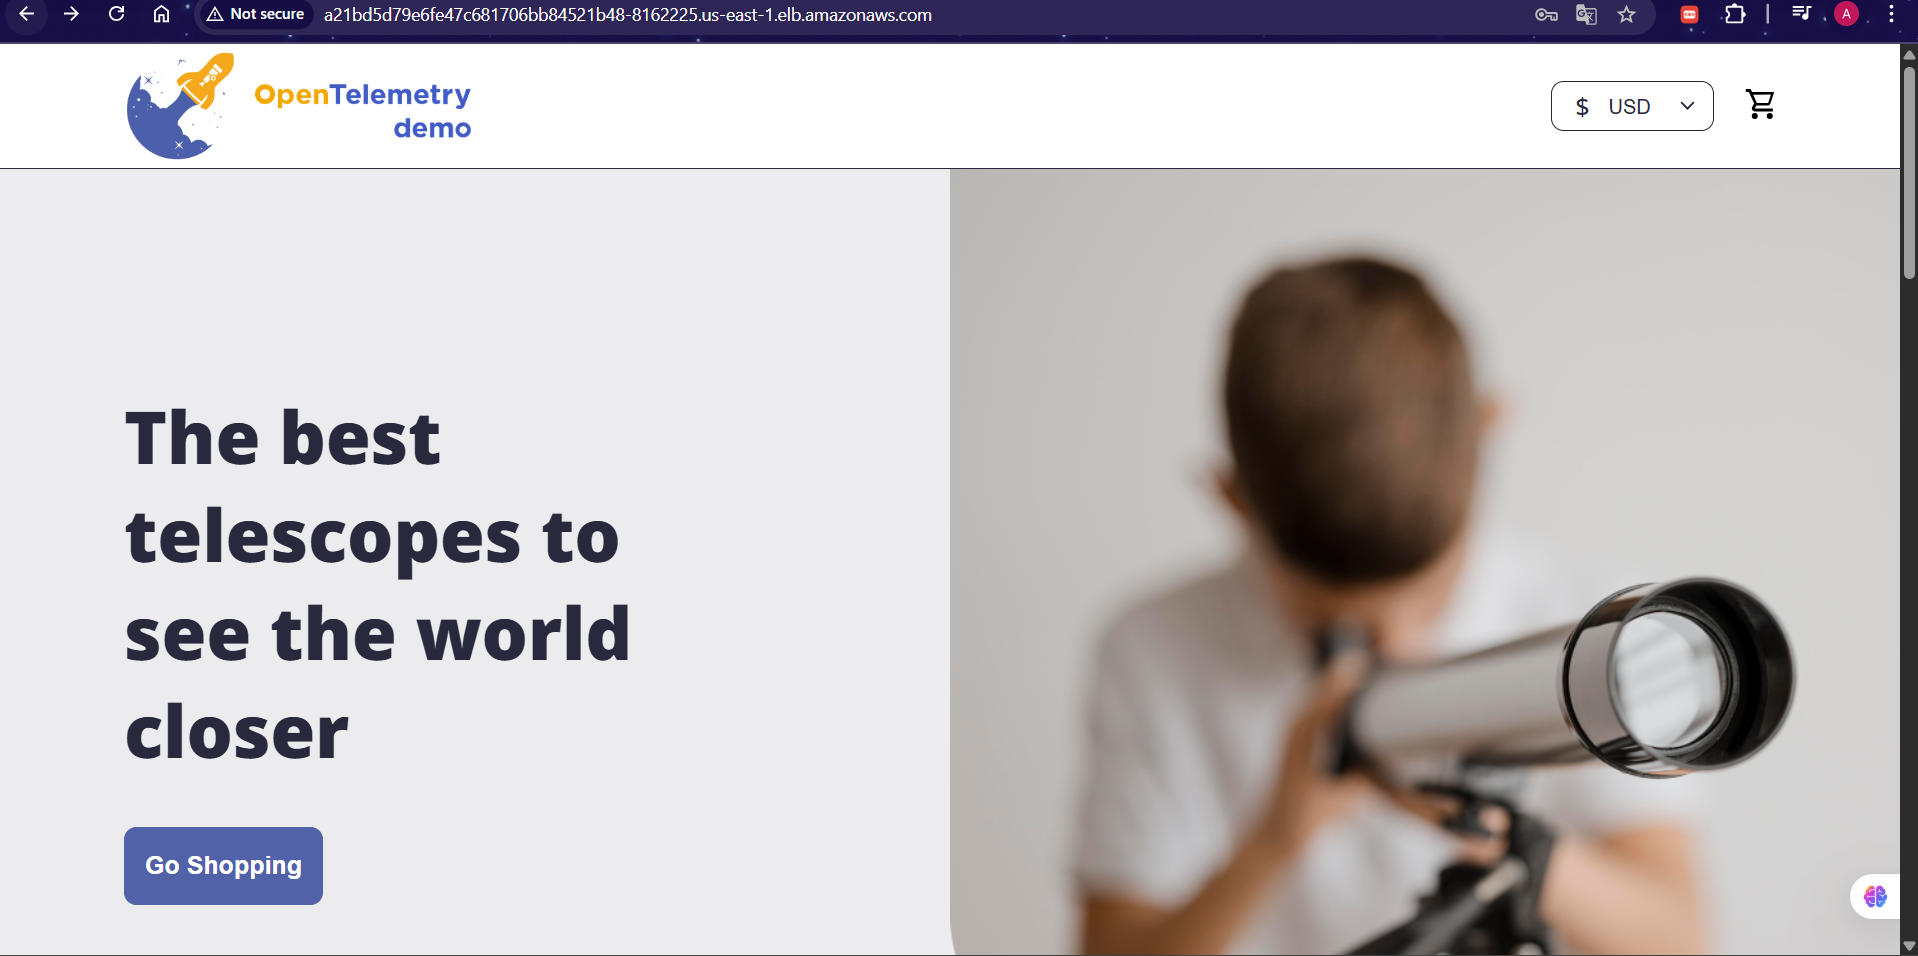 Not secure
a21bd5d79e6fe47c681706bb84521b48-8162225.us-east-1.elb.amazonaws.com
A
OpenTelemetry
demo
$ USD
The best
telescopes to
see the world
closer
Go Shopping